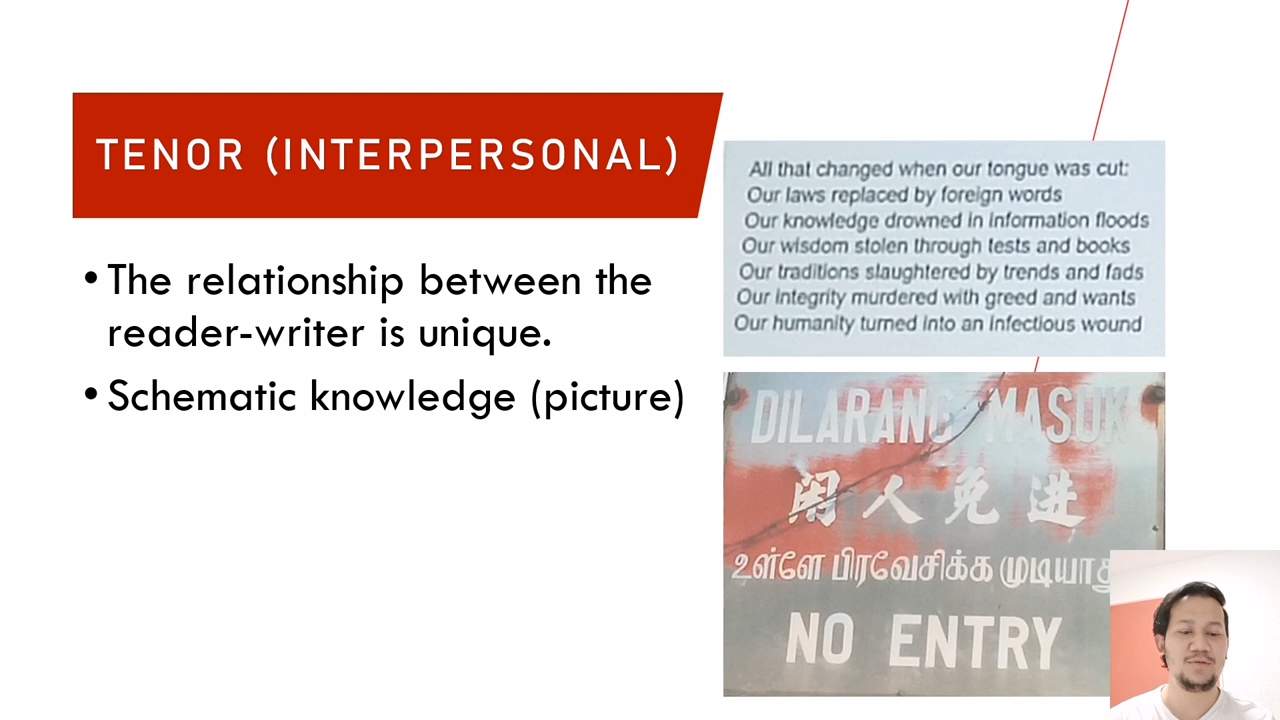 TENOR (INTERPERSONAL)
• The relationship between the
reader-writer is unique.
• Schematic knowledge (picture)
All that changed when our tongue was cut:
Our laws replaced by foreign words
Our knowledge drowned in information floods
Our wisdom stolen through tests and books
Our traditions slaughtered by trends and fads
Our integrity murdered with greed and wants
Our humanity turned into an infectious wound
DILARANG MASUK
闲人免进
உள்ளே பிரவேசிக்க முடியாது
NO ENTRY